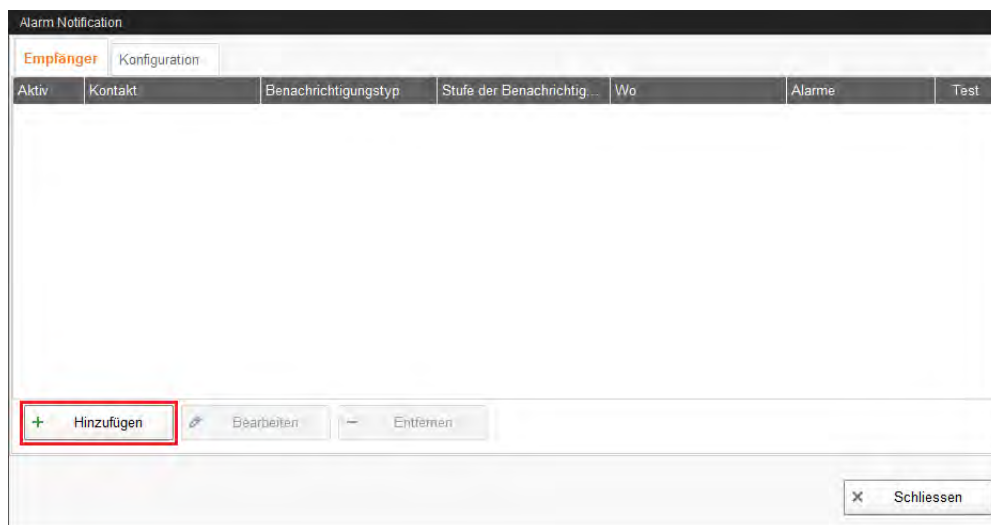 Alarm Notification
Empfänger Konfiguration
Aktiv Kontakt Benachrichtigungstyp Stufe der Benachrichtig... Wo Alarme Test
+ Hinzufügen Bearbeiten − Entfernen
× Schliessen